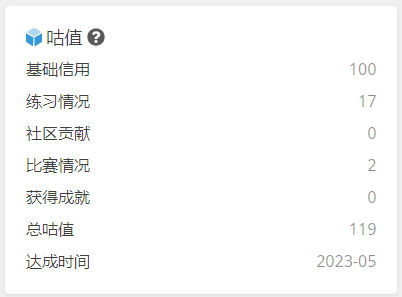 咕值 ?
基础信用 100
练习情况 17
社区贡献 0
比赛情况 2
获得成就 0
总咕值 119
达成时间 2023-05